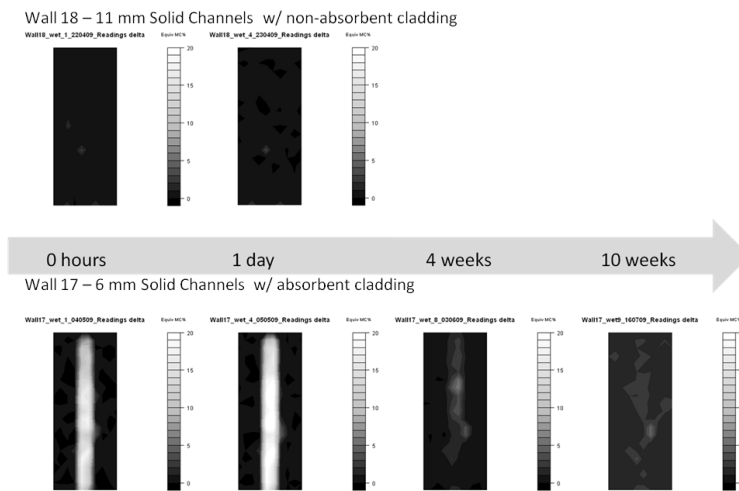 Wall 18 – 11 mm Solid Channels w/ non-absorbent cladding
Wall18_wet_1_220409_Readings delta Equiv MC% Wall18_wet_4_230409_Readings delta Equiv MC%
20 20
15 15
10 10
5 5
0 0
0 hours 1 day 4 weeks 10 weeks
Wall 17 – 6 mm Solid Channels w/ absorbent cladding
Wall17_wet_1_040509_Readings delta Equiv MC% Wall17_wet_4_050509_Readings delta Equiv MC% Wall17_wet_8_030609_Readings delta Equiv MC% Wall17_wet9_160709_Readings delta Equiv MC%
20 20 20
15 15 15
10 10 10
5 5 5
0 0 0